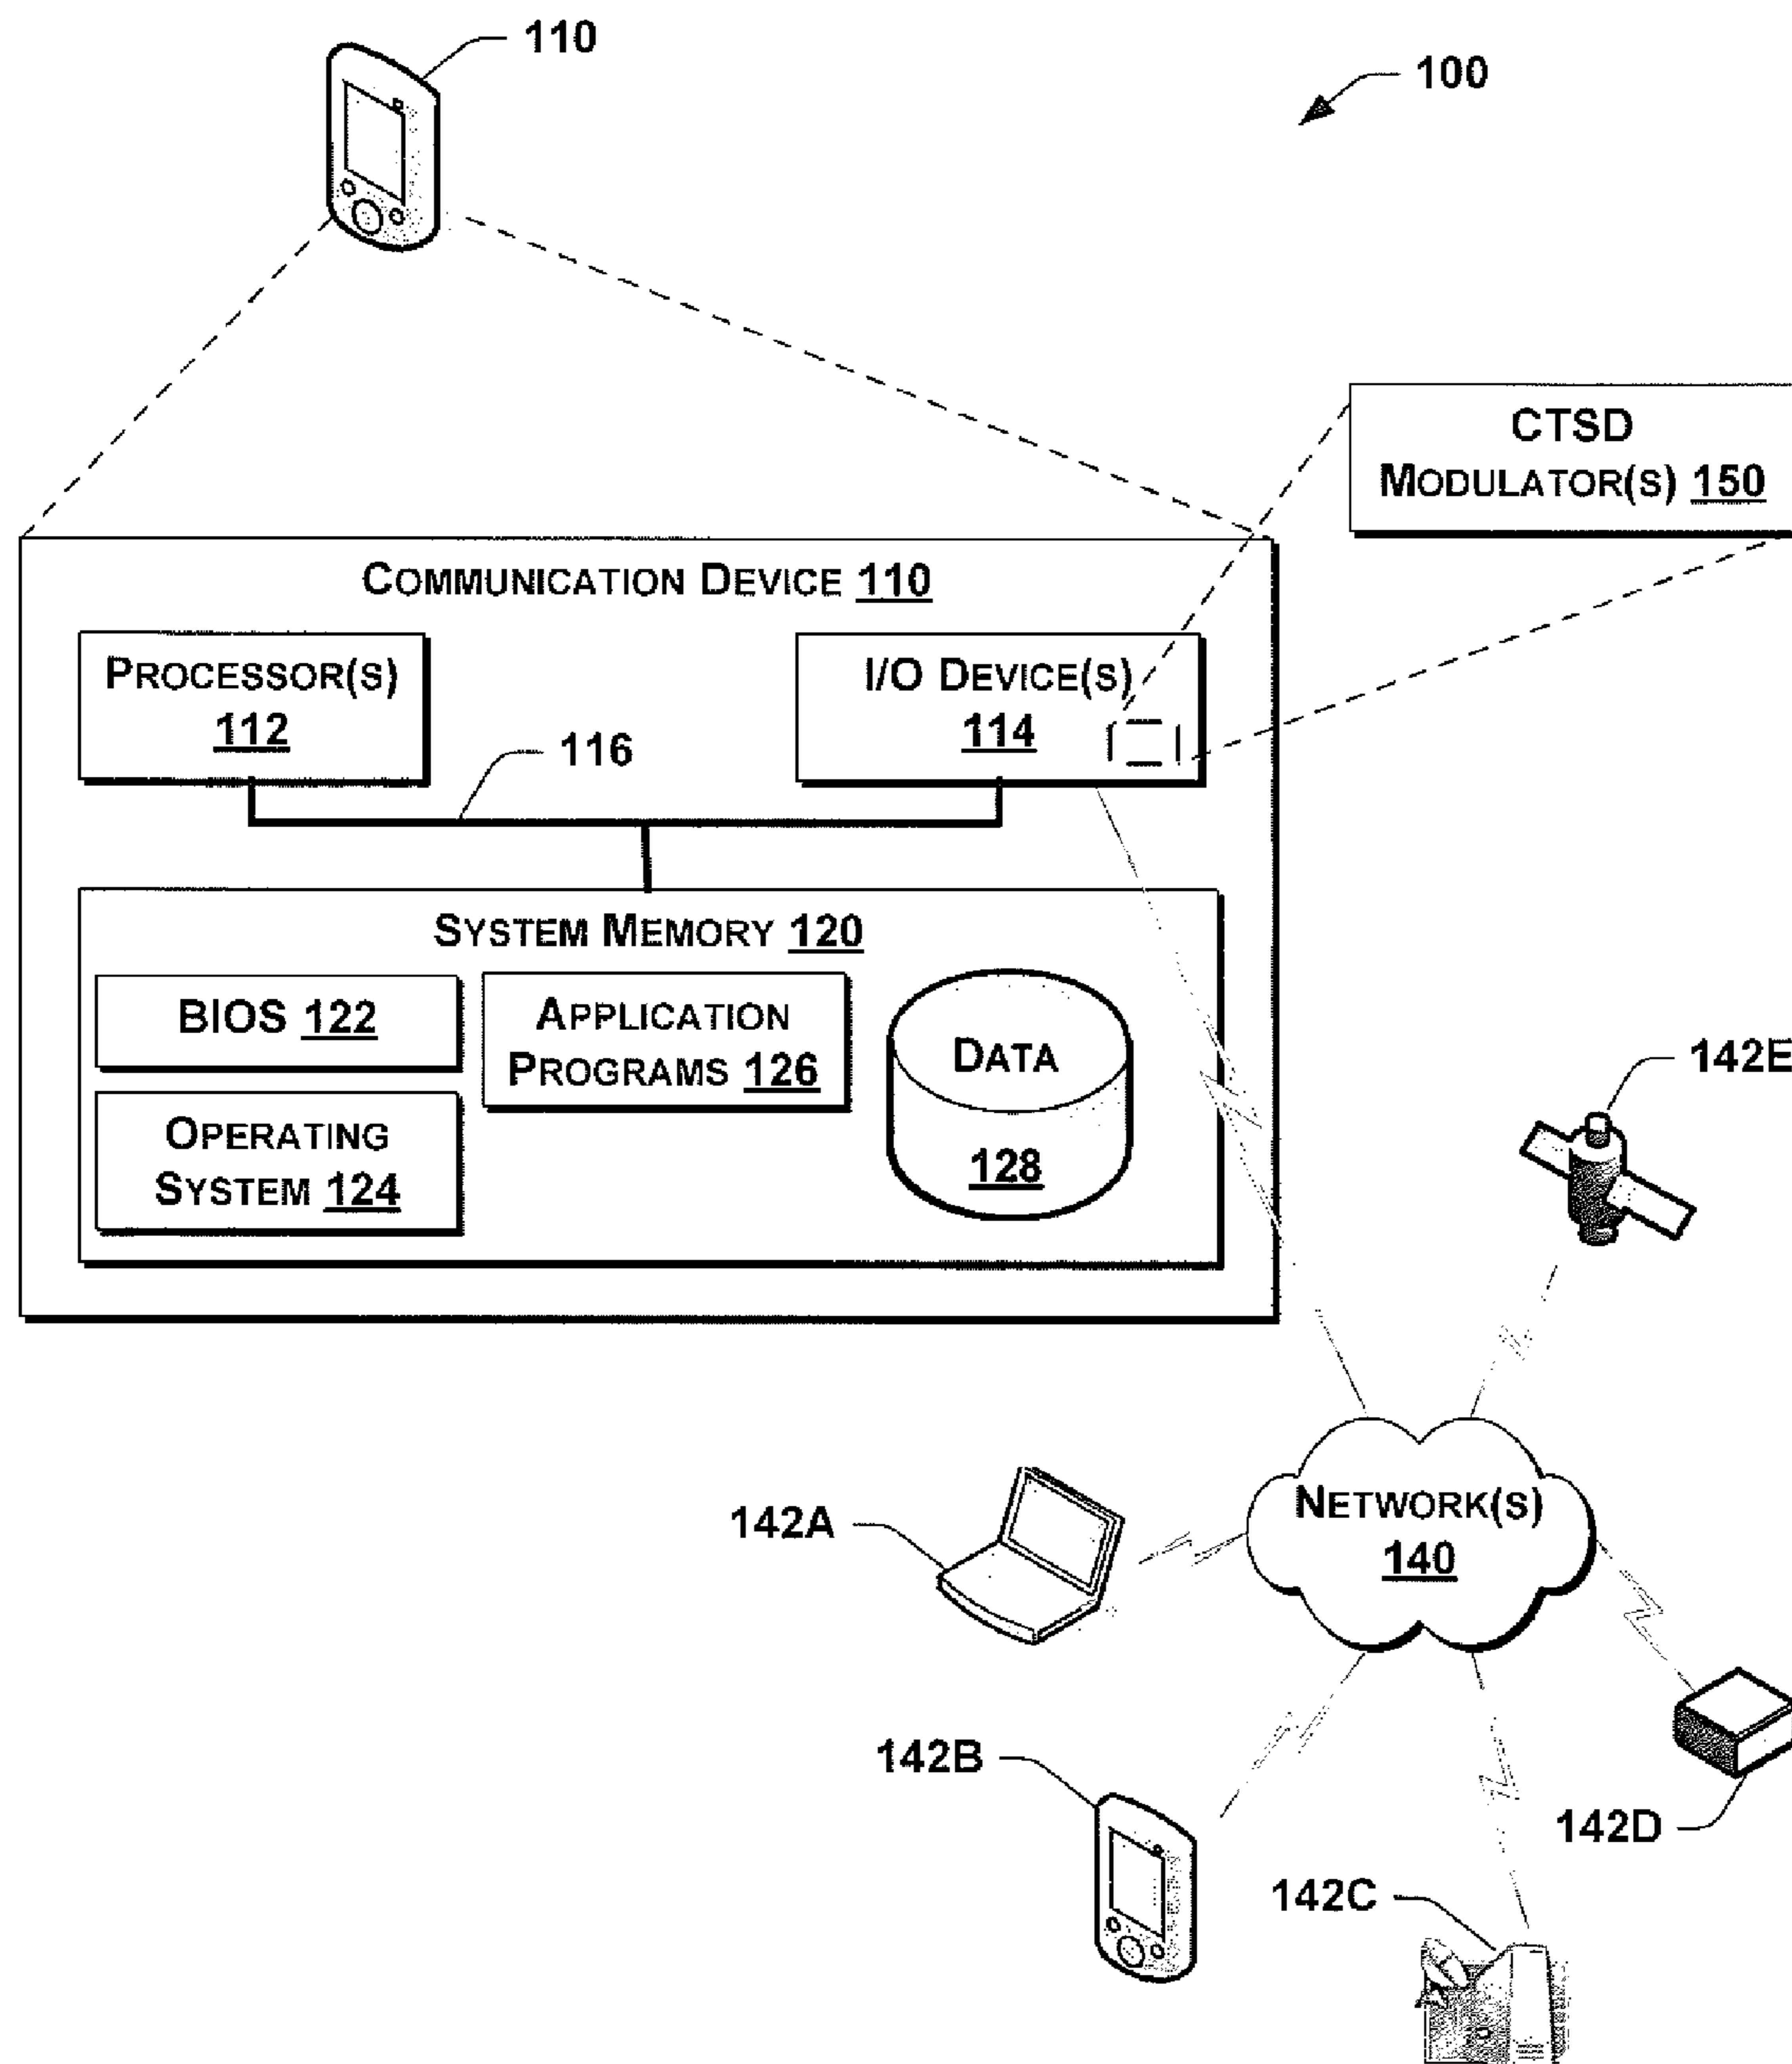 110
100
CTSD
MODULATOR(S) 150
COMMUNICATION DEVICE 110
PROCESSOR(S)
112
I/O DEVICE(S)
114
116
SYSTEM MEMORY 120
BIOS 122
APPLICATION
PROGRAMS 126
DATA
128
OPERATING
SYSTEM 124
142E
NETWORK(S)
140
142A
142B
142D
142C